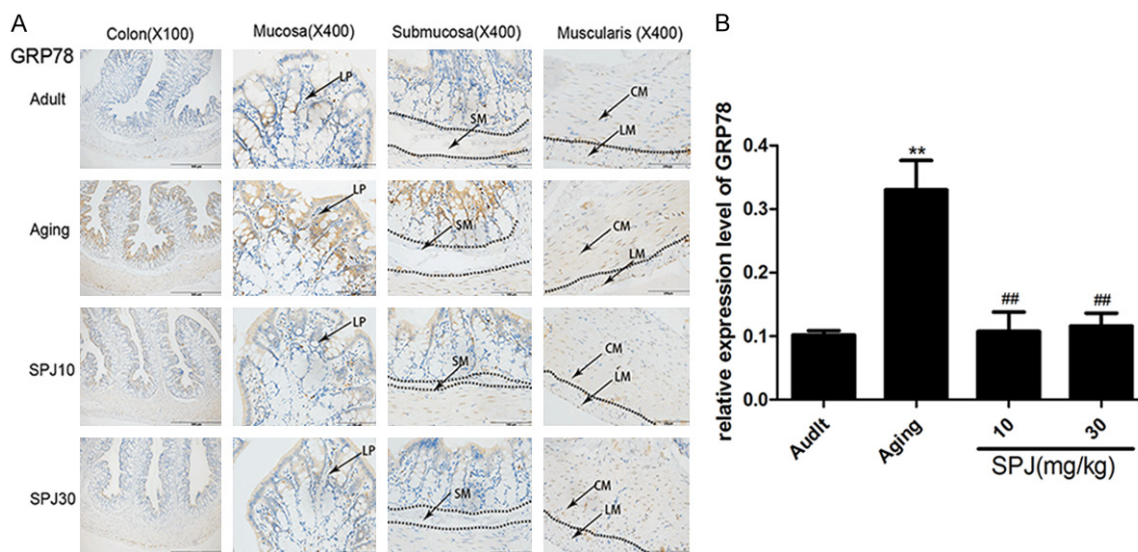 A
Colon(X100)
Mucosa(X400)
Submucosa(X400)
Muscularis (X400)
GRP78
Adult
LP
SM
CM
LM
Aging
LP
SM
CM
LM
SPJ10
LP
SM
CM
LM
SPJ30
LP
SM
CM
LM
B
relative expression level of GRP78
0.4
0.3
0.2
0.1
0.0
**
##
##
Audlt
Aging
10
30
SPJ(mg/kg)